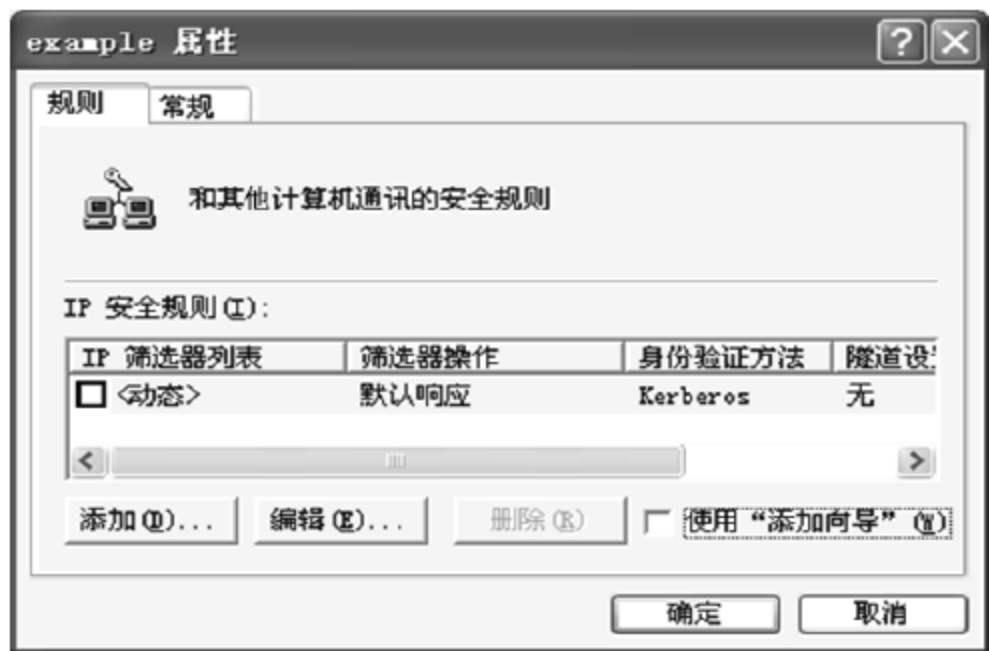 example 属性
规则 常规
和其他计算机通讯的安全规则
IP 安全规则(I):
IP 筛选器列表 筛选器操作 身份验证方法 隧道设
<动态> 默认响应 Kerberos 无
添加(D)... 编辑(E)... 删除(R) 使用“添加向导”(W)
确定 取消